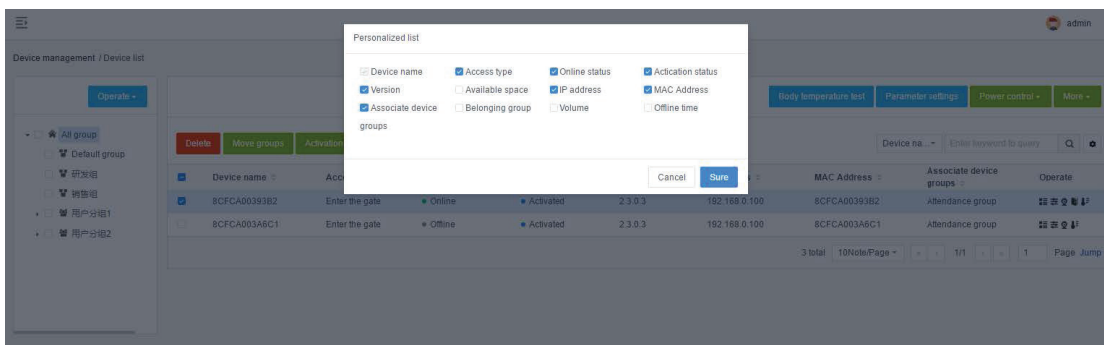 admin
Device management / Device list
Personalized list
Device name Access type Online status Actication status
Version Available space IP address MAC Address
Associate device groups Belonging group Volume Offline time
Cancel Sure
Operate
Body temperature test Parameter settings Power control More
All group
Default group
研发组
销售组
用户分组1
用户分组2
Delete Move groups Activation
Device na... Enter keyword to query
Device name Acce MAC Address Associate device groups Operate
8CFCA00393B2 Enter the gate Online Activated 2.3.0.3 192.168.0.100 8CFCA00393B2 Attendance group
8CFCA003A6C1 Enter the gate Offline Activated 2.3.0.3 192.168.0.100 8CFCA003A6C1 Attendance group
3 total 10Note/Page 1/1 1 Page Jump